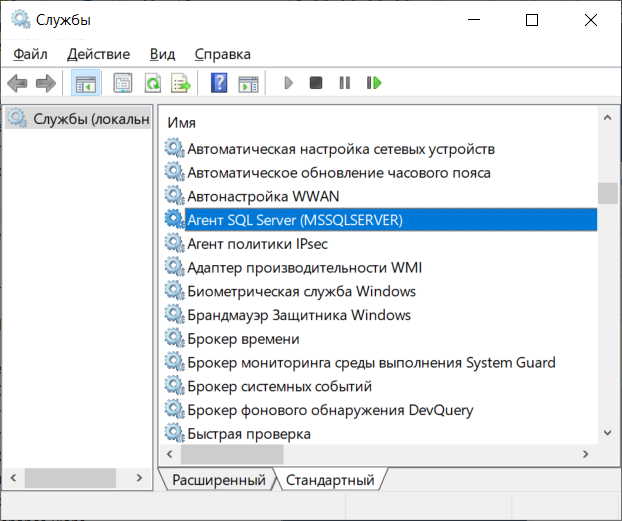 Службы
Файл Действие Вид Справка
Службы (локальн
Имя
Автоматическая настройка сетевых устройств
Автоматическое обновление часового пояса
Автонастройка WWAN
Агент SQL Server (MSSQLSERVER)
Агент политики IPsec
Адаптер производительности WMI
Биометрическая служба Windows
Брандмауэр Защитника Windows
Брокер времени
Брокер мониторинга среды выполнения System Guard
Брокер системных событий
Брокер фонового обнаружения DevQuery
Быстрая проверка
Расширенный Стандартный